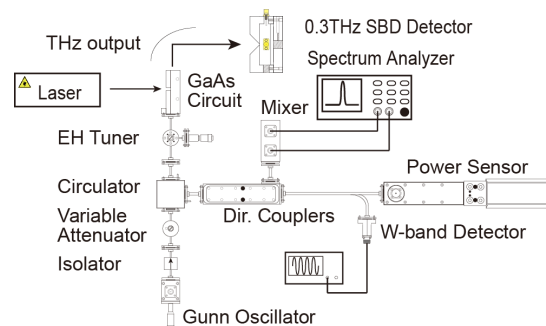 THz output
0.3THz SBD Detector
Spectrum Analyzer
Laser
GaAs
Circuit
Mixer
EH Tuner
Power Sensor
Circulator
Dir. Couplers
Variable
Attenuator
W-band Detector
Isolator
Gunn Oscillator